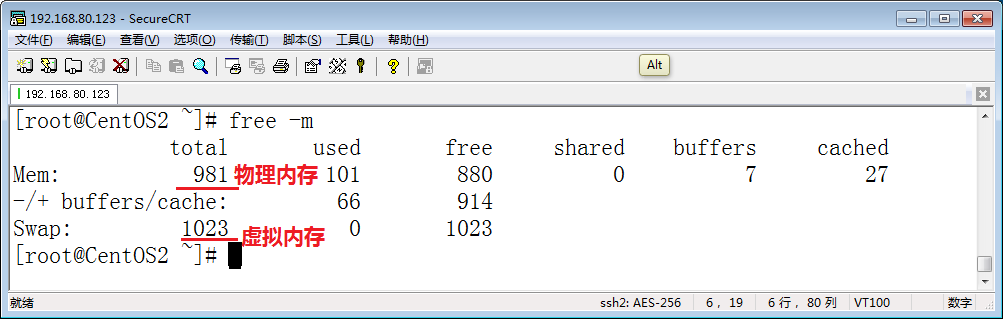 192.168.80.123 - SecureCRT
文件(F) 编辑(E) 查看(V) 选项(O) 传输(T) 脚本(S) 工具(L) 帮助(H)
Alt
192.168.80.123
[root@CentOS2 ~]# free -m
total used free shared buffers cached
Mem: 981 物理内存 101 880 0 7 27
-/+ buffers/cache: 66 914
Swap: 1023 虚拟内存 0 1023
[root@CentOS2 ~]#
就绪 ssh2: AES-256 6, 19 6 行, 80 列 VT100 数字